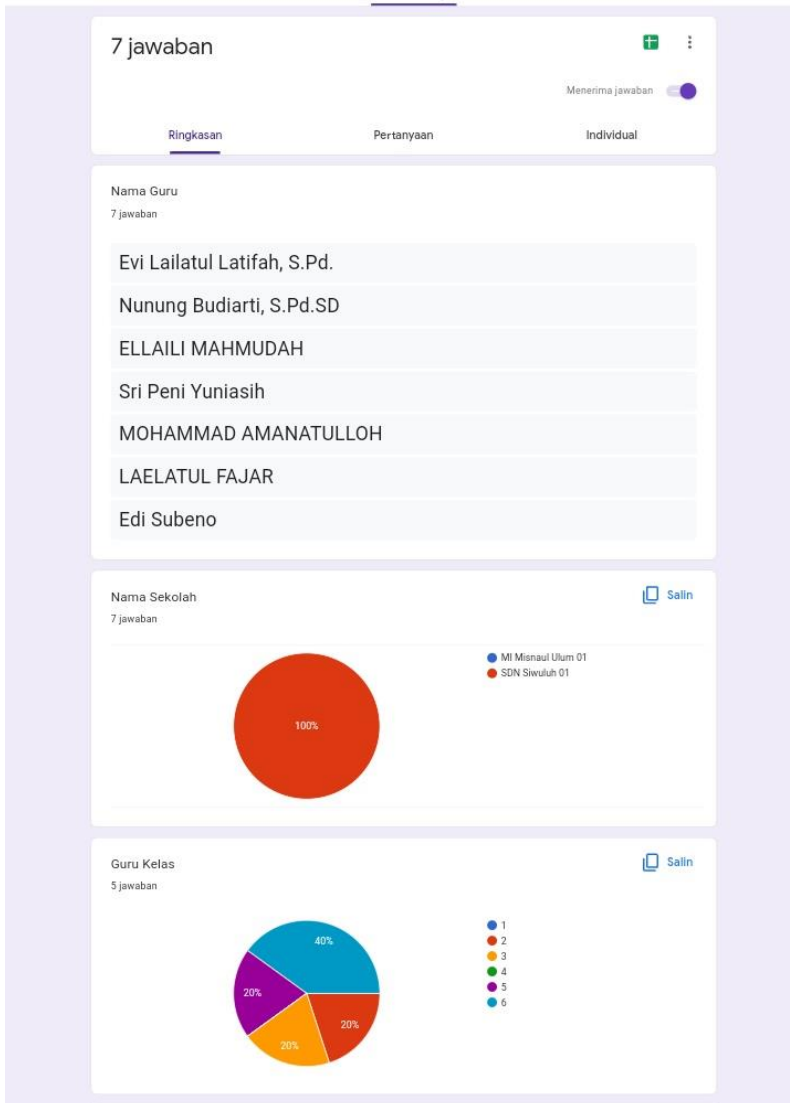 7 jawaban
Menerima jawaban
Ringkasan Pertanyaan Individual
Nama Guru
7 jawaban
Evi Lailatul Latifah, S.Pd.
Nunung Budiarti, S.Pd.SD
ELLAILI MAHMUDAH
Sri Peni Yuniasih
MOHAMMAD AMANATULLOH
LAELATUL FAJAR
Edi Subeno
Nama Sekolah
Salin
7 jawaban
MI Misnaul Ulum 01
SDN Siwuluh 01
100%
Guru Kelas
Salin
5 jawaban
1
2
3
4
5
6
40%
20%
20%
20%